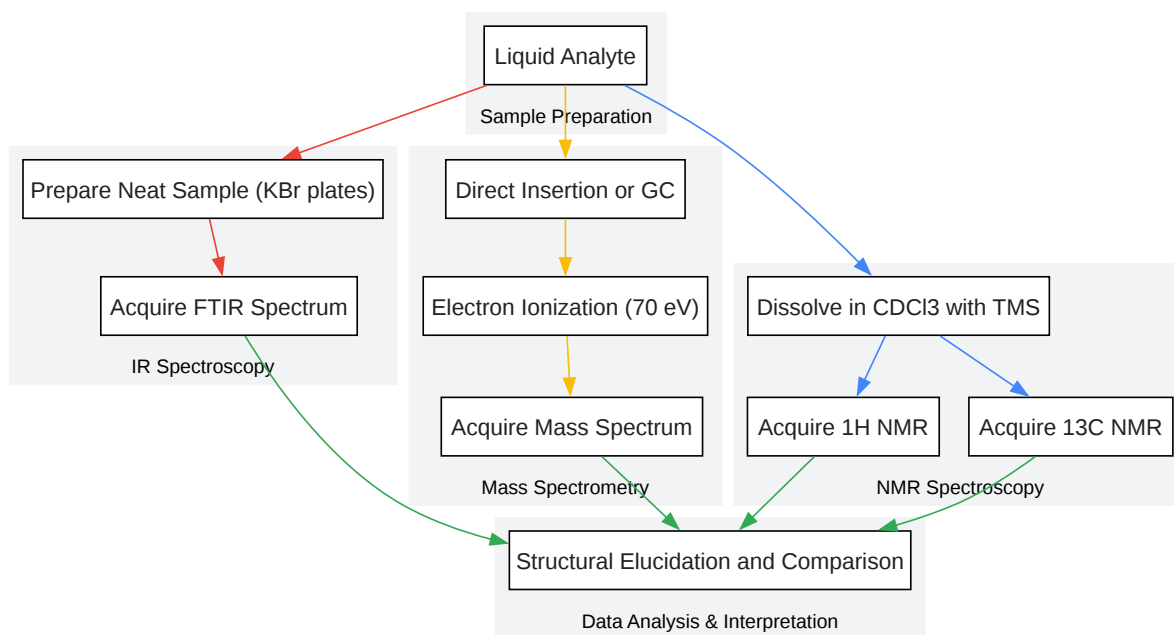 Liquid Analyte
Sample Preparation
Prepare Neat Sample (KBr plates)
Acquire FTIR Spectrum
IR Spectroscopy
Direct Insertion or GC
Electron Ionization (70 eV)
Acquire Mass Spectrum
Mass Spectrometry
Dissolve in CDCl3 with TMS
Acquire 1H NMR
Acquire 13C NMR
NMR Spectroscopy
Structural Elucidation and Comparison
Data Analysis & Interpretation